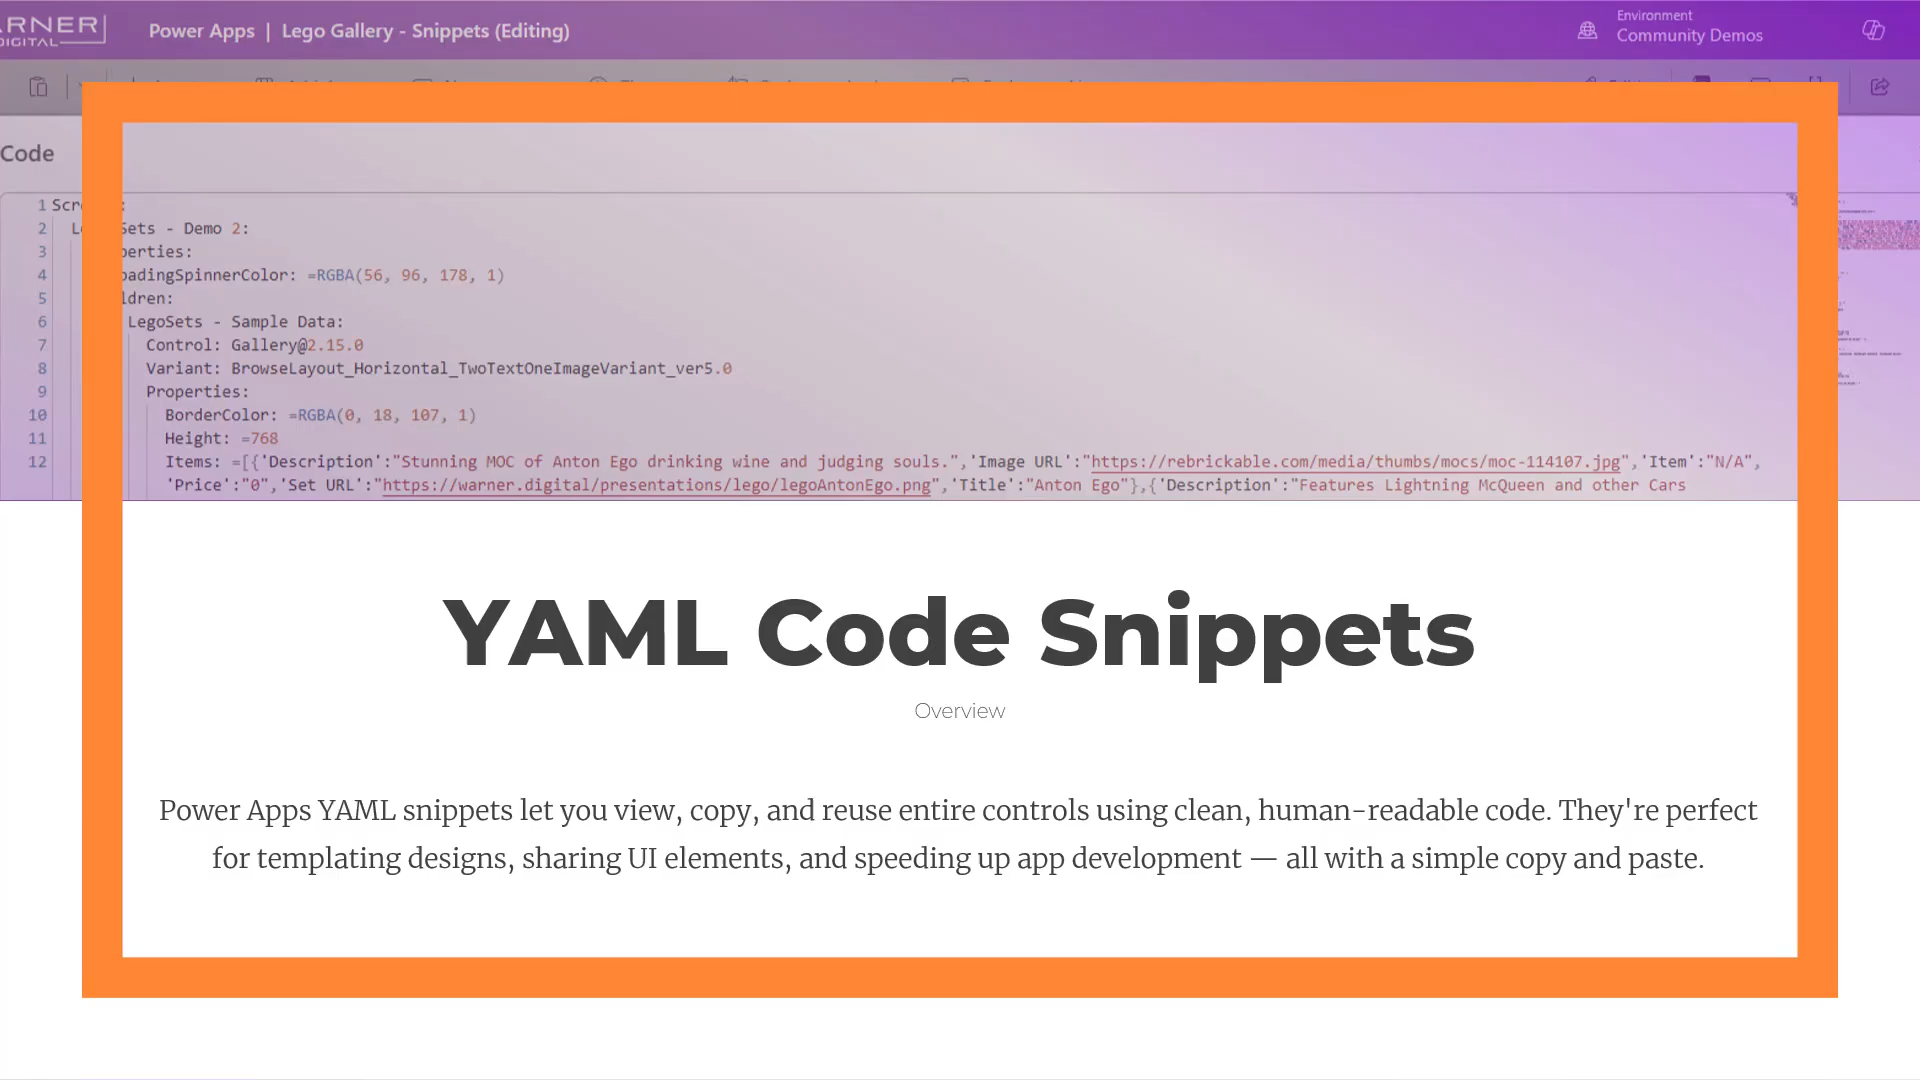 ARNER
DIGITAL
Power Apps | Lego Gallery - Snippets (Editing)
Environment
Community Demos
Code
1 Scr :
2 L Sets - Demo 2:
3 perties:
4 oadingSpinnerColor: =RGBA(56, 96, 178, 1)
5 ldren:
6 LegoSets - Sample Data:
7 Control: Gallery@2.15.0
8 Variant: BrowseLayout_Horizontal_TwoTextOneImageVariant_ver5.0
9 Properties:
10 BorderColor: =RGBA(0, 18, 107, 1)
11 Height: =768
12 Items: =[{'Description':"Stunning MOC of Anton Ego drinking wine and judging souls.",'Image URL':"https://rebrickable.com/media/thumbs/mocs/moc-114107.jpg",'Item':"N/A",
'Price':"0",'Set URL':"https://warner.digital/presentations/lego/legoAntonEgo.png",'Title':"Anton Ego"},{'Description':"Features Lightning McQueen and other Cars
YAML Code Snippets
Overview
Power Apps YAML snippets let you view, copy, and reuse entire controls using clean, human-readable code. They're perfect
for templating designs, sharing UI elements, and speeding up app development — all with a simple copy and paste.